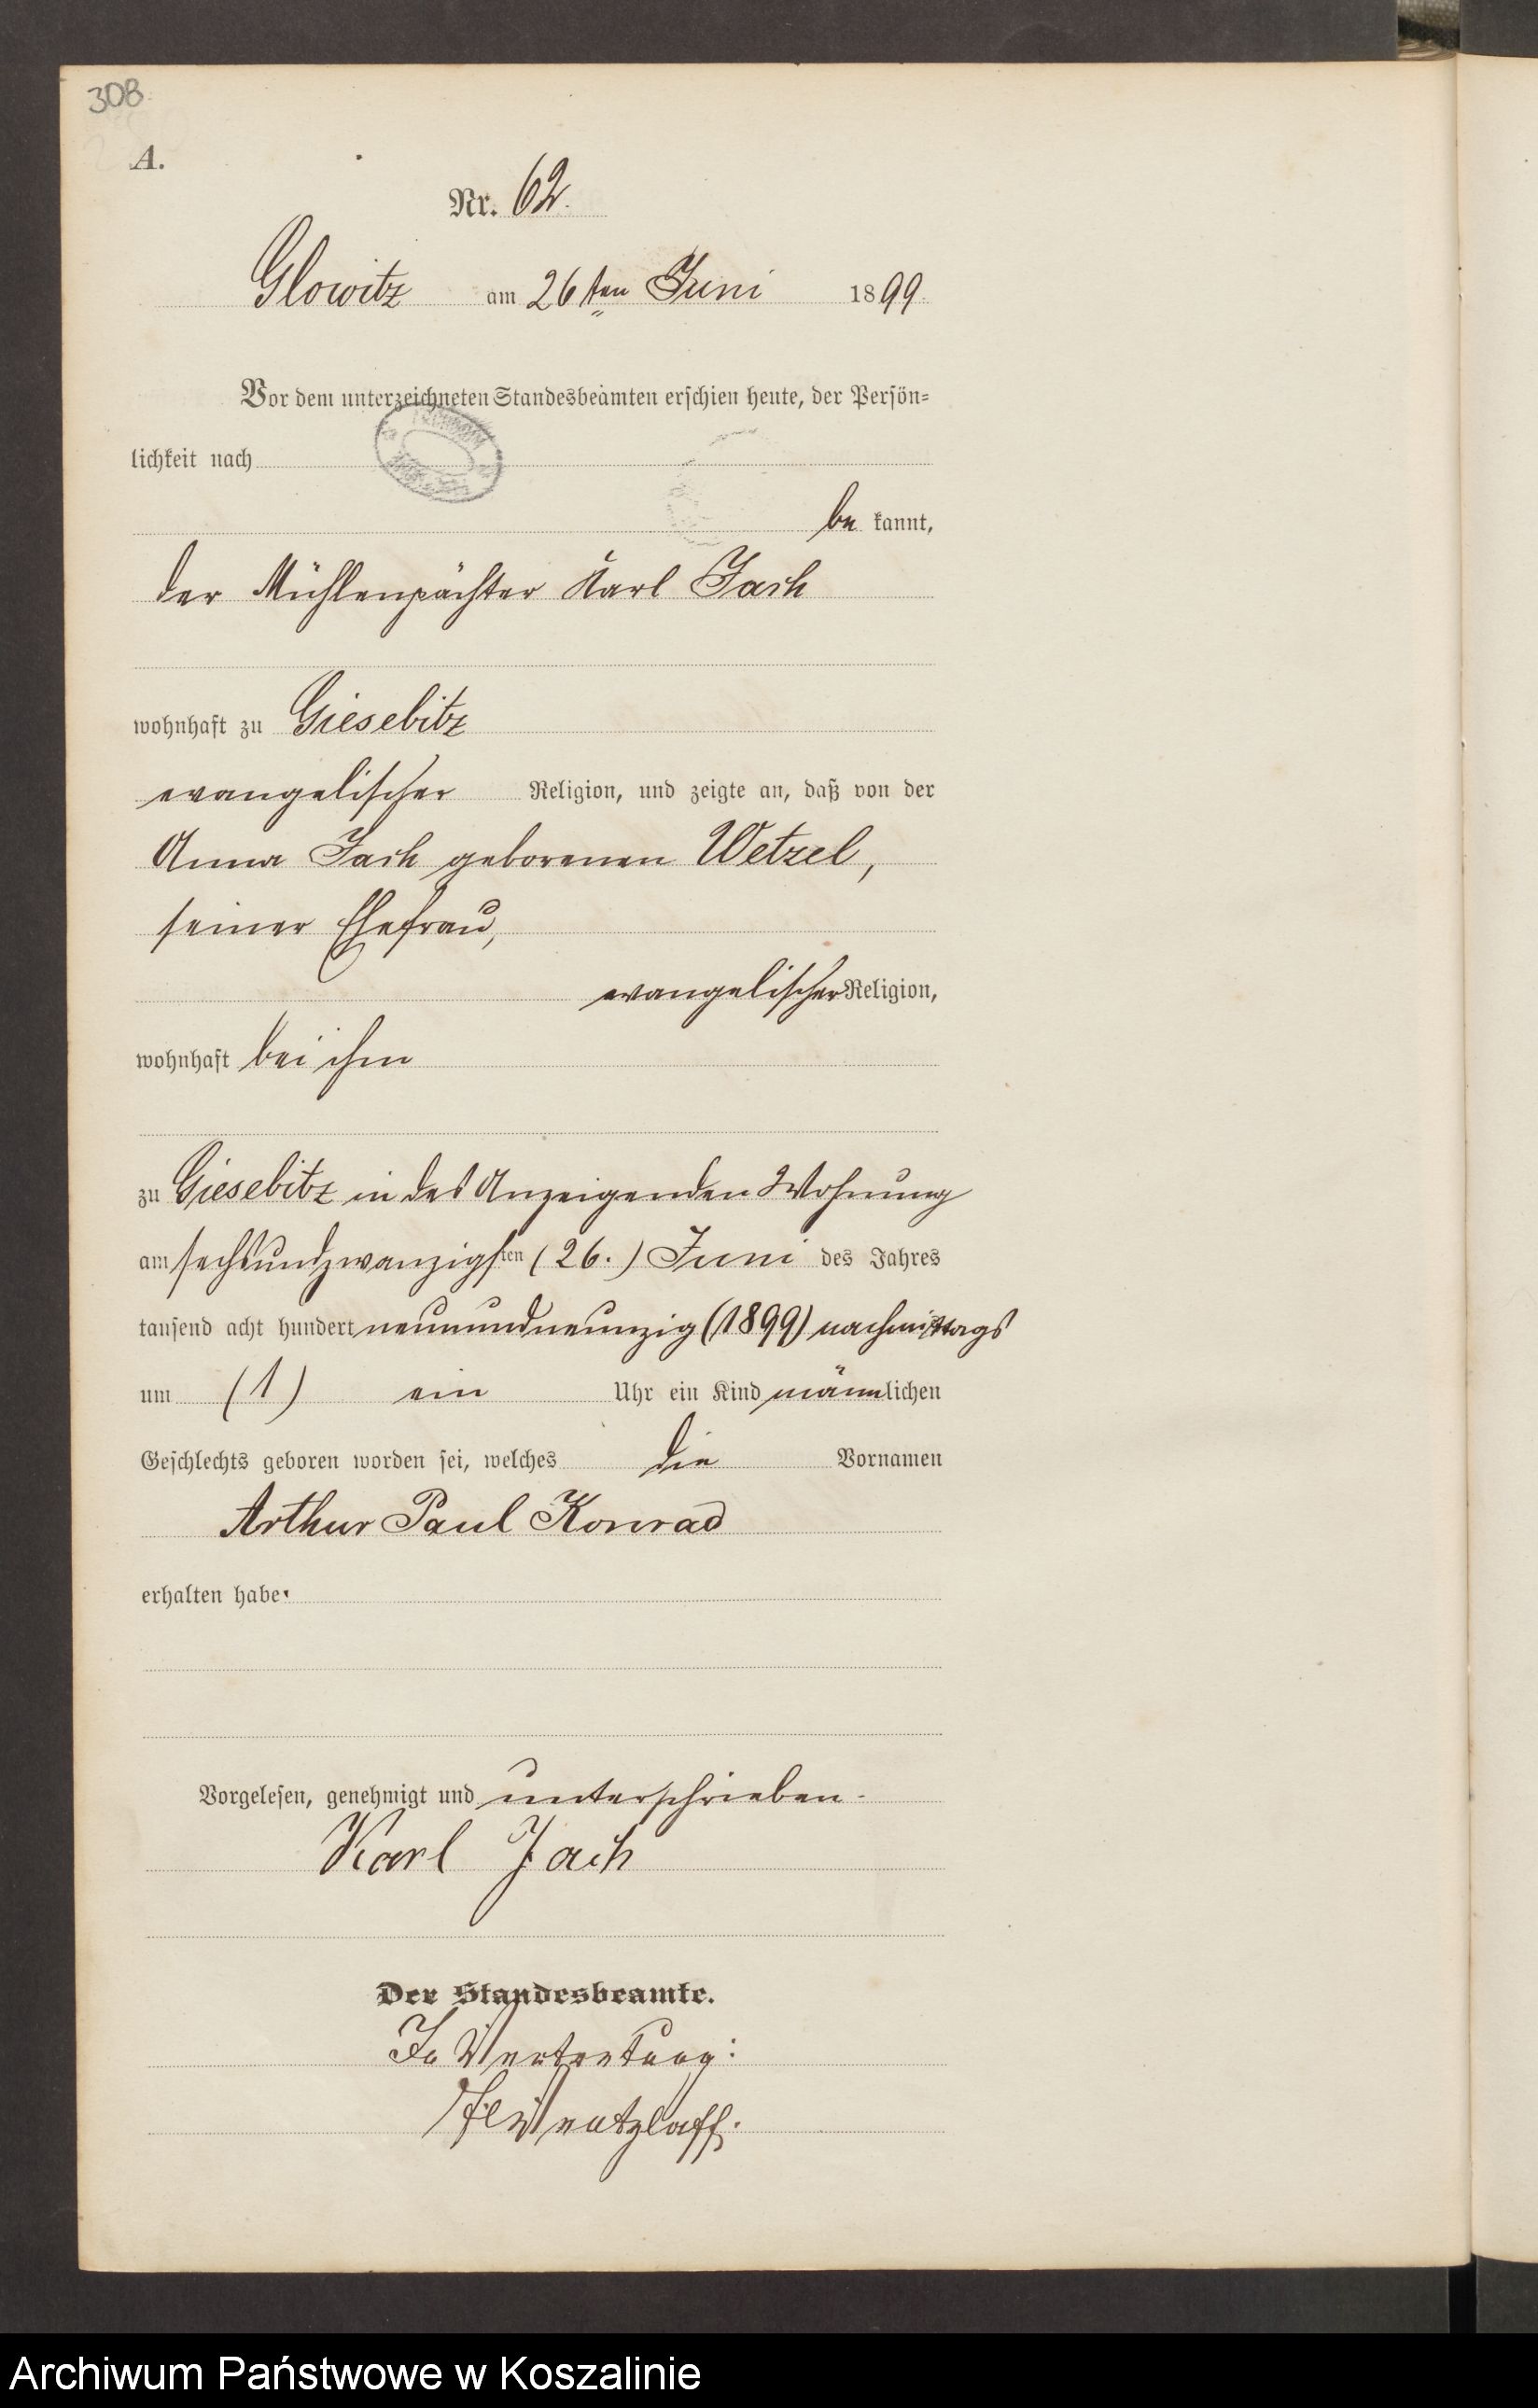 308
A.
Nr. 62.
Glowitz am 26ten Juni 1899.
Vor dem unterzeichneten Standesbeamten erschien heute, der Persön-
lichkeit nach
be kannt,
der Mühlenpächter Karl Jach
wohnhaft zu Giesebitz
evangelischer Religion, und zeigte an, daß von der
Anna Jach geborenen Wetzel,
seiner Ehefrau,
evangelischer Religion,
wohnhaft bei ihm
zu Giesebitz in des Anzeigenden Wohnung
am sechsundzwanzigsten (26.) Juni des Jahres
tausend acht hundert neunundneunzig (1899) nachmittags
um (1) ein Uhr ein Kind männlichen
Geschlechts geboren worden sei, welches die Vornamen
Arthur Paul Konrad
erhalten habe.
Vorgelesen, genehmigt und unterschrieben.
Karl Jach
Der Standesbeamte.
In Vertretung:
Archiwum Państwowe w Koszalinie